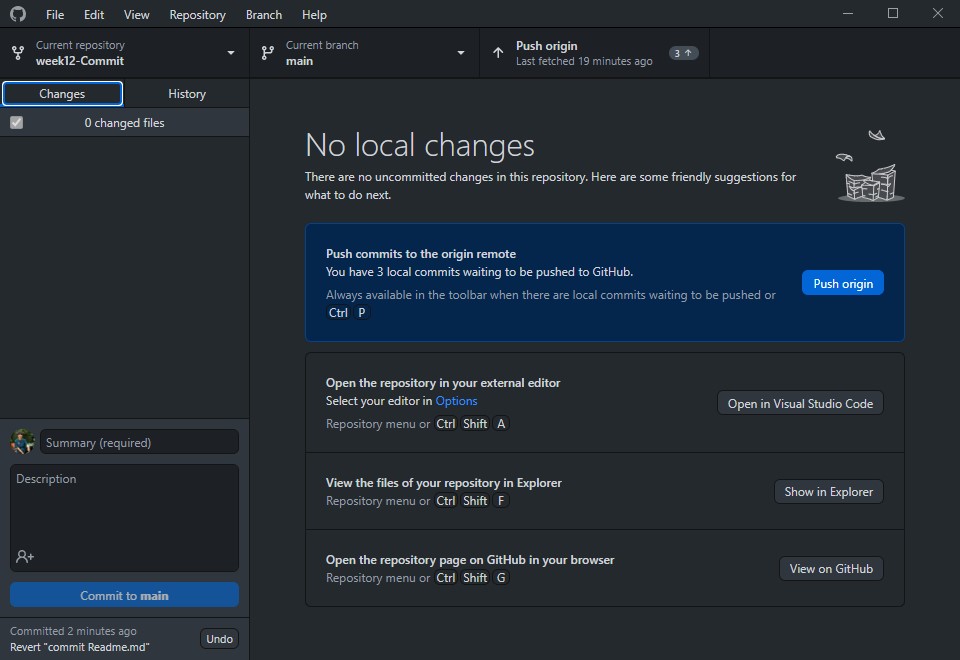 File Edit View Repository Branch Help
Current repository
week12-Commit
Current branch
main
Push origin
Last fetched 19 minutes ago
3
Changes
History
0 changed files
No local changes
There are no uncommitted changes in this repository. Here are some friendly suggestions for
what to do next.
Push commits to the origin remote
You have 3 local commits waiting to be pushed to GitHub.
Always available in the toolbar when there are local commits waiting to be pushed or
Ctrl P
Push origin
Open the repository in your external editor
Select your editor in Options
Repository menu or Ctrl Shift A
Open in Visual Studio Code
View the files of your repository in Explorer
Repository menu or Ctrl Shift F
Show in Explorer
Open the repository page on GitHub in your browser
Repository menu or Ctrl Shift G
View on GitHub
Summary (required)
Description
Commit to main
Committed 2 minutes ago
Revert "commit Readme.md"
Undo